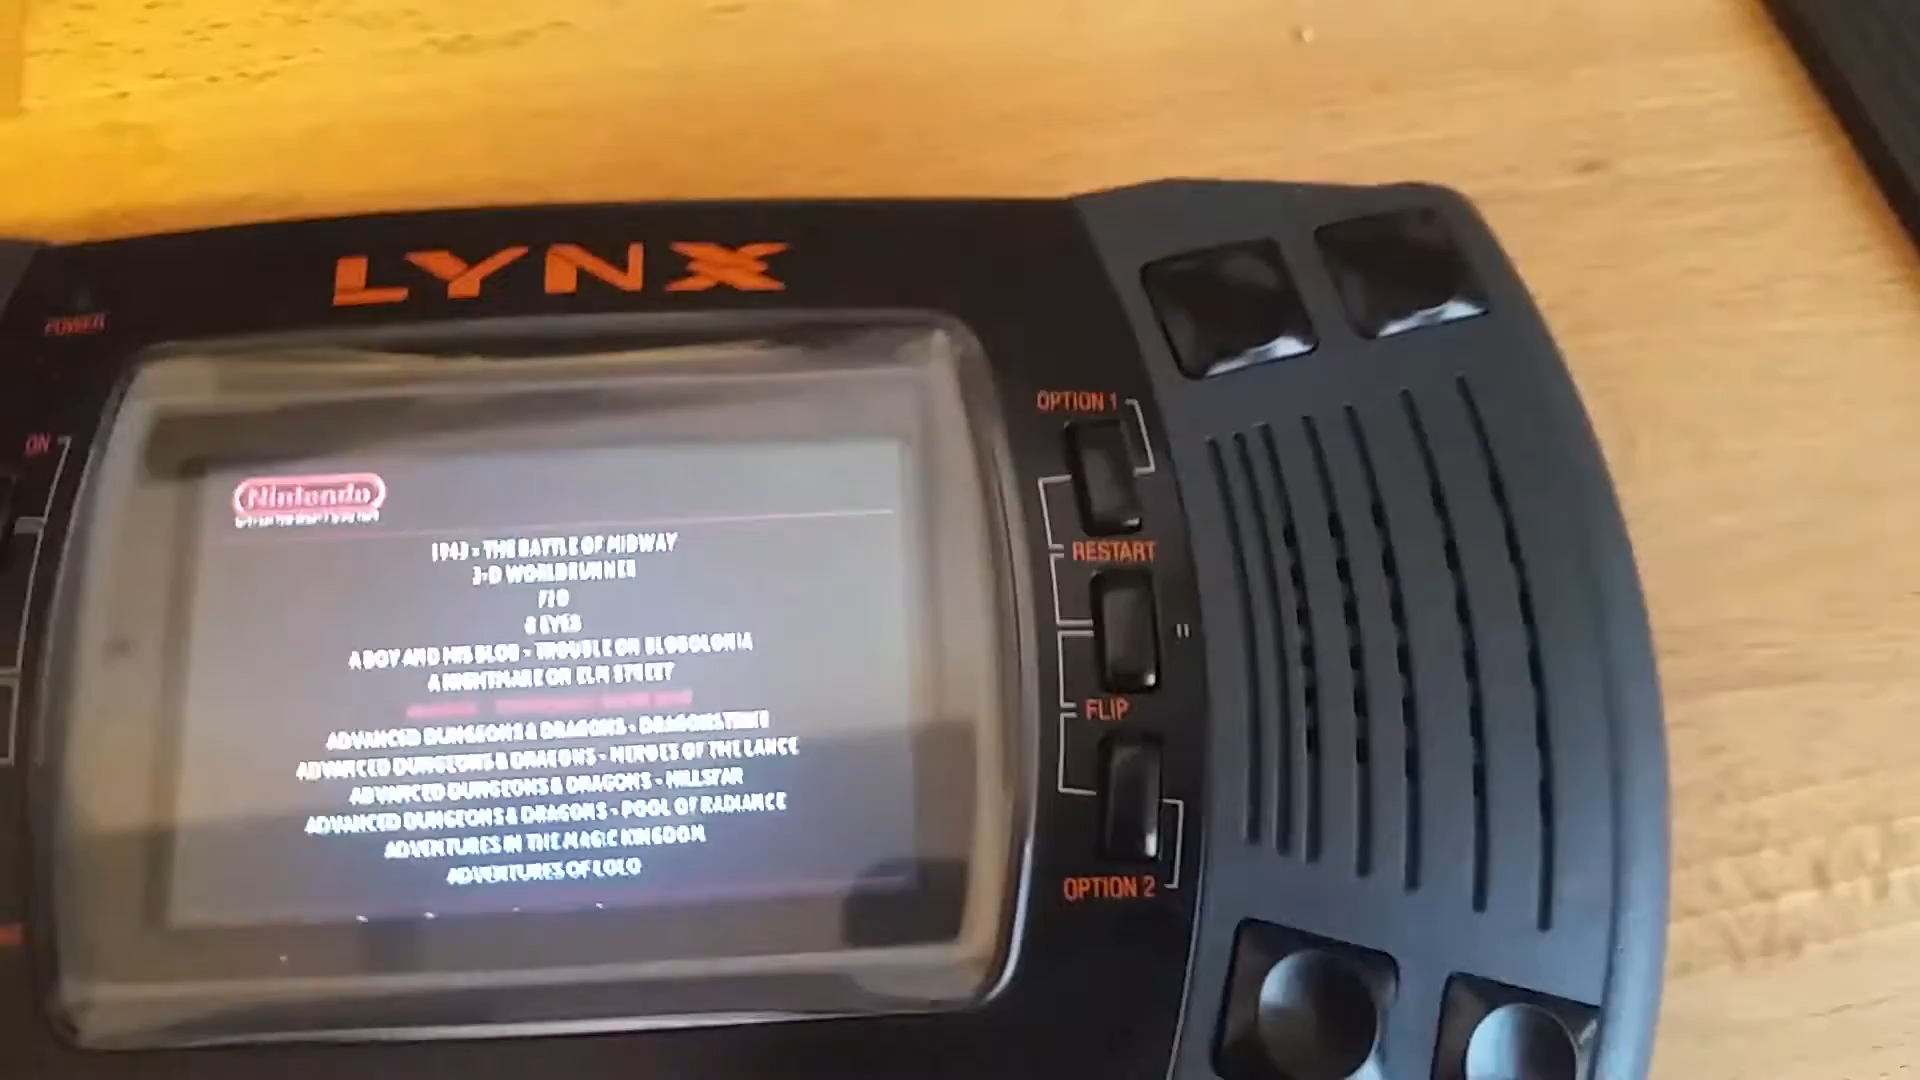 LYNX
POWER
ON
OPTION 1
RESTART
FLIP
OPTION 2
Nintendo
1943 - THE BATTLE OF MIDWAY
3-D WORLDRUNNER
720
8 EYES
A BOY AND HIS BLOB - TROUBLE ON BLOBOLONIA
A NIGHTMARE ON ELM STREET
ADVANCED DUNGEONS & DRAGONS - DRAGONSTRIKE
ADVANCED DUNGEONS & DRAGONS - HEROES OF THE LANCE
ADVANCED DUNGEONS & DRAGONS - HILLSFAR
ADVANCED DUNGEONS & DRAGONS - POOL OF RADIANCE
ADVENTURES IN THE MAGIC KINGDOM
ADVENTURES OF LOLO